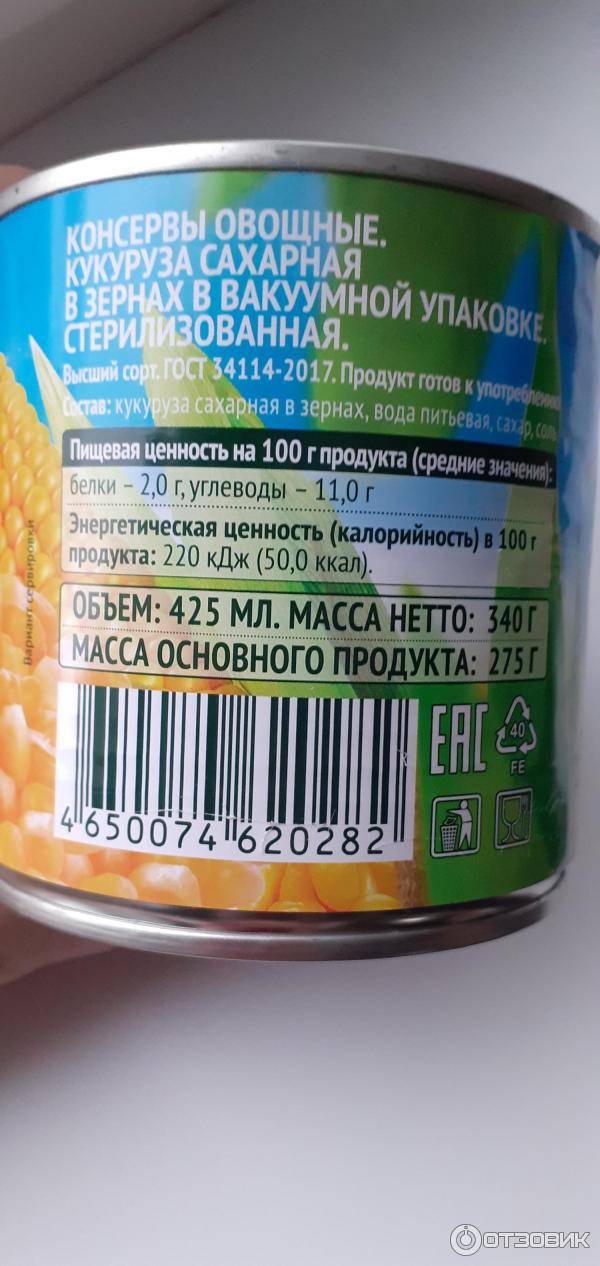 КОНСЕРВЫ ОВОЩНЫЕ.
КУКУРУЗА САХАРНАЯ
В ЗЕРНАХ В ВАКУУМНОЙ УПАКОВКЕ.
СТЕРИЛИЗОВАННАЯ.
Высший сорт. ГОСТ 34114-2017. Продукт готов к употреблению
Состав: кукуруза сахарная в зернах, вода питьевая, сахар, соль
Пищевая ценность на 100 г продукта (средние значения):
белки – 2,0 г, углеводы – 11,0 г
Энергетическая ценность (калорийность) в 100 г
продукта: 220 кДж (50,0 ккал).
ОБЪЕМ: 425 МЛ. МАССА НЕТТО: 340 Г
МАССА ОСНОВНОГО ПРОДУКТА: 275 Г
Вариант сервировки
4 650074 620282
EAC
40
FE
ОТЗОВИК